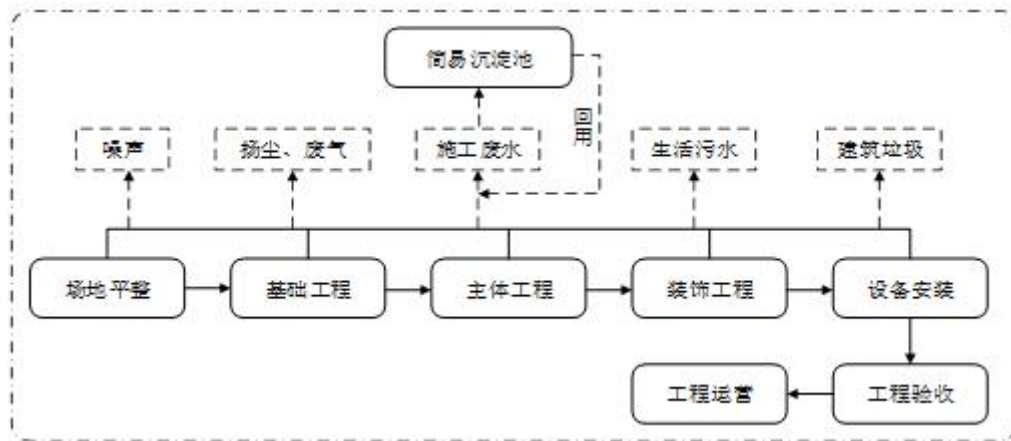 简易沉淀池
回用
噪声
扬尘、废气
施工废水
生活污水
建筑垃圾
场地平整
基础工程
主体工程
装饰工程
设备安装
工程运营
工程验收